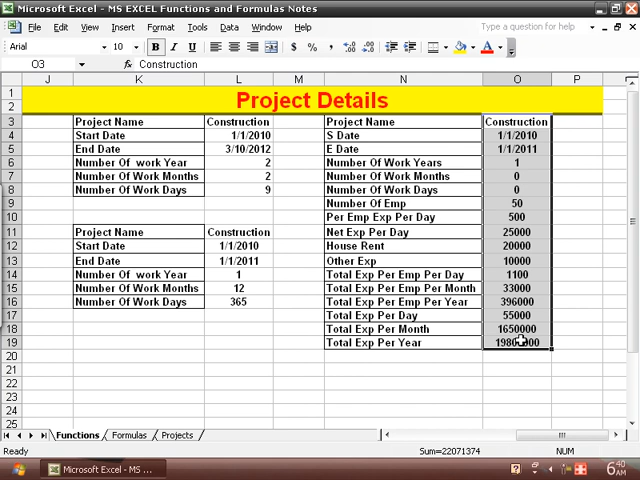 Microsoft Excel - MS EXCEL Functions and Formulas Notes
File Edit View Insert Format Tools Data Window Help
Type a question for help
Arial 10 B I U $ % ,
O3 fx Construction
J K L M N O P
1 Project Details
2
3 Project Name Construction Project Name Construction
4 Start Date 1/1/2010 S Date 1/1/2010
5 End Date 3/10/2012 E Date 1/1/2011
6 Number Of work Year 2 Number Of Work Years 1
7 Number Of Work Months 2 Number Of Work Months 0
8 Number Of Work Days 9 Number Of Work Days 0
9 Number Of Emp 50
10 Per Emp Exp Per Day 500
11 Project Name Construction Net Exp Per Day 25000
12 Start Date 1/1/2010 House Rent 20000
13 End Date 1/1/2011 Other Exp 10000
14 Number Of work Year 1 Total Exp Per Emp Per Day 1100
15 Number Of Work Months 12 Total Exp Per Emp Per Month 33000
16 Number Of Work Days 365 Total Exp Per Emp Per Year 396000
17 Total Exp Per Day 55000
18 Total Exp Per Month 1650000
19 Total Exp Per Year
20
21
22
23
24
25
Functions Formulas Projects
Ready Sum=22071374 NUM
Microsoft Excel - MS ... 6:40 AM